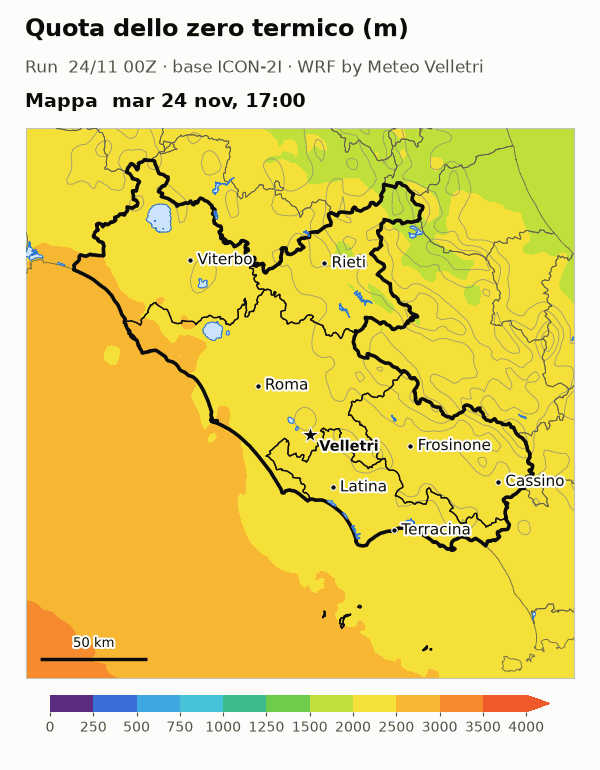 Quota dello zero termico (m)
Run  24/11 00Z · base ICON-2I · WRF by Meteo Velletri
Mappa  mar 24 nov, 17:00
Viterbo
Rieti
Roma
Velletri
Frosinone
Latina
Cassino
Terracina
50 km
0 250 500 750 1000 1250 1500 2000 2500 3000 3500 4000